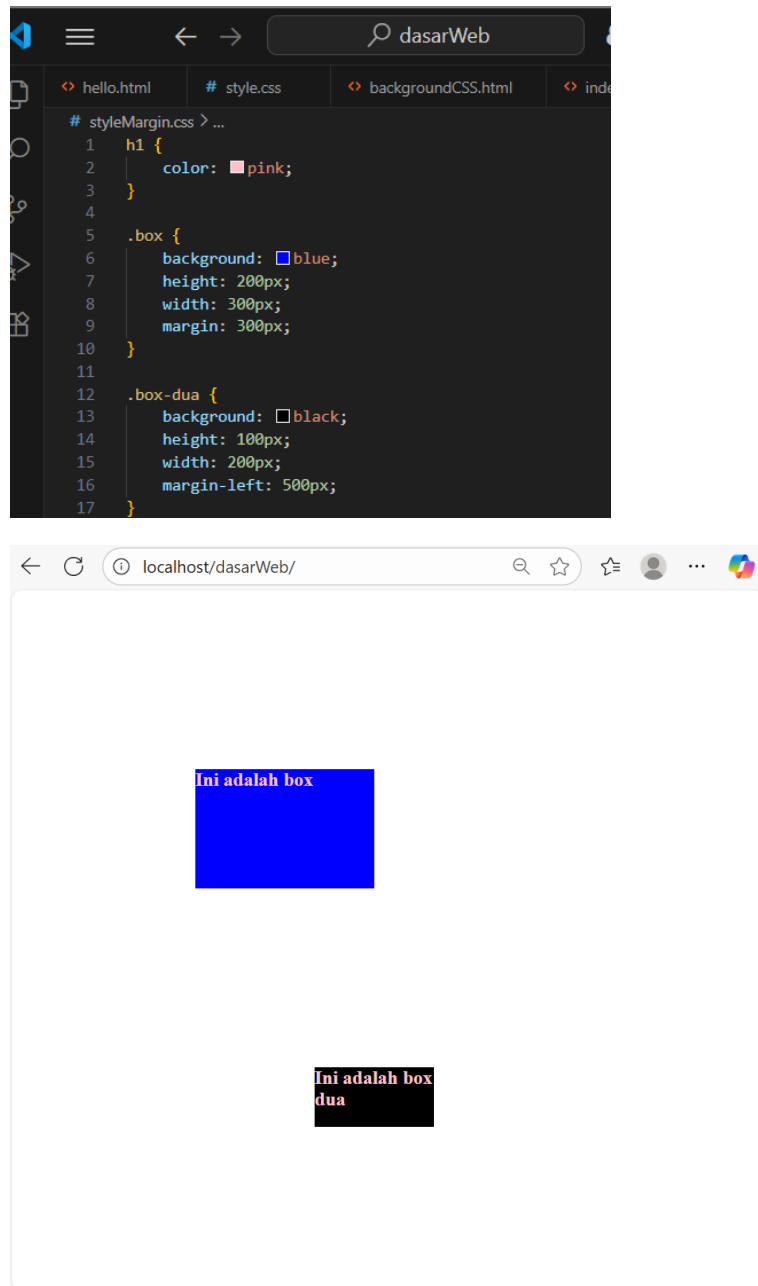 dasarWeb
hello.html # style.css backgroundCSS.html
# styleMargin.css > ...
1 h1 {
2 color: pink;
3 }
4
5 .box {
6 background: blue;
7 height: 200px;
8 width: 300px;
9 margin: 300px;
10 }
11
12 .box-dua {
13 background: black;
14 height: 100px;
15 width: 200px;
16 margin-left: 500px;
17 }
localhost/dasarWeb/
Ini adalah box
Ini adalah box
dua